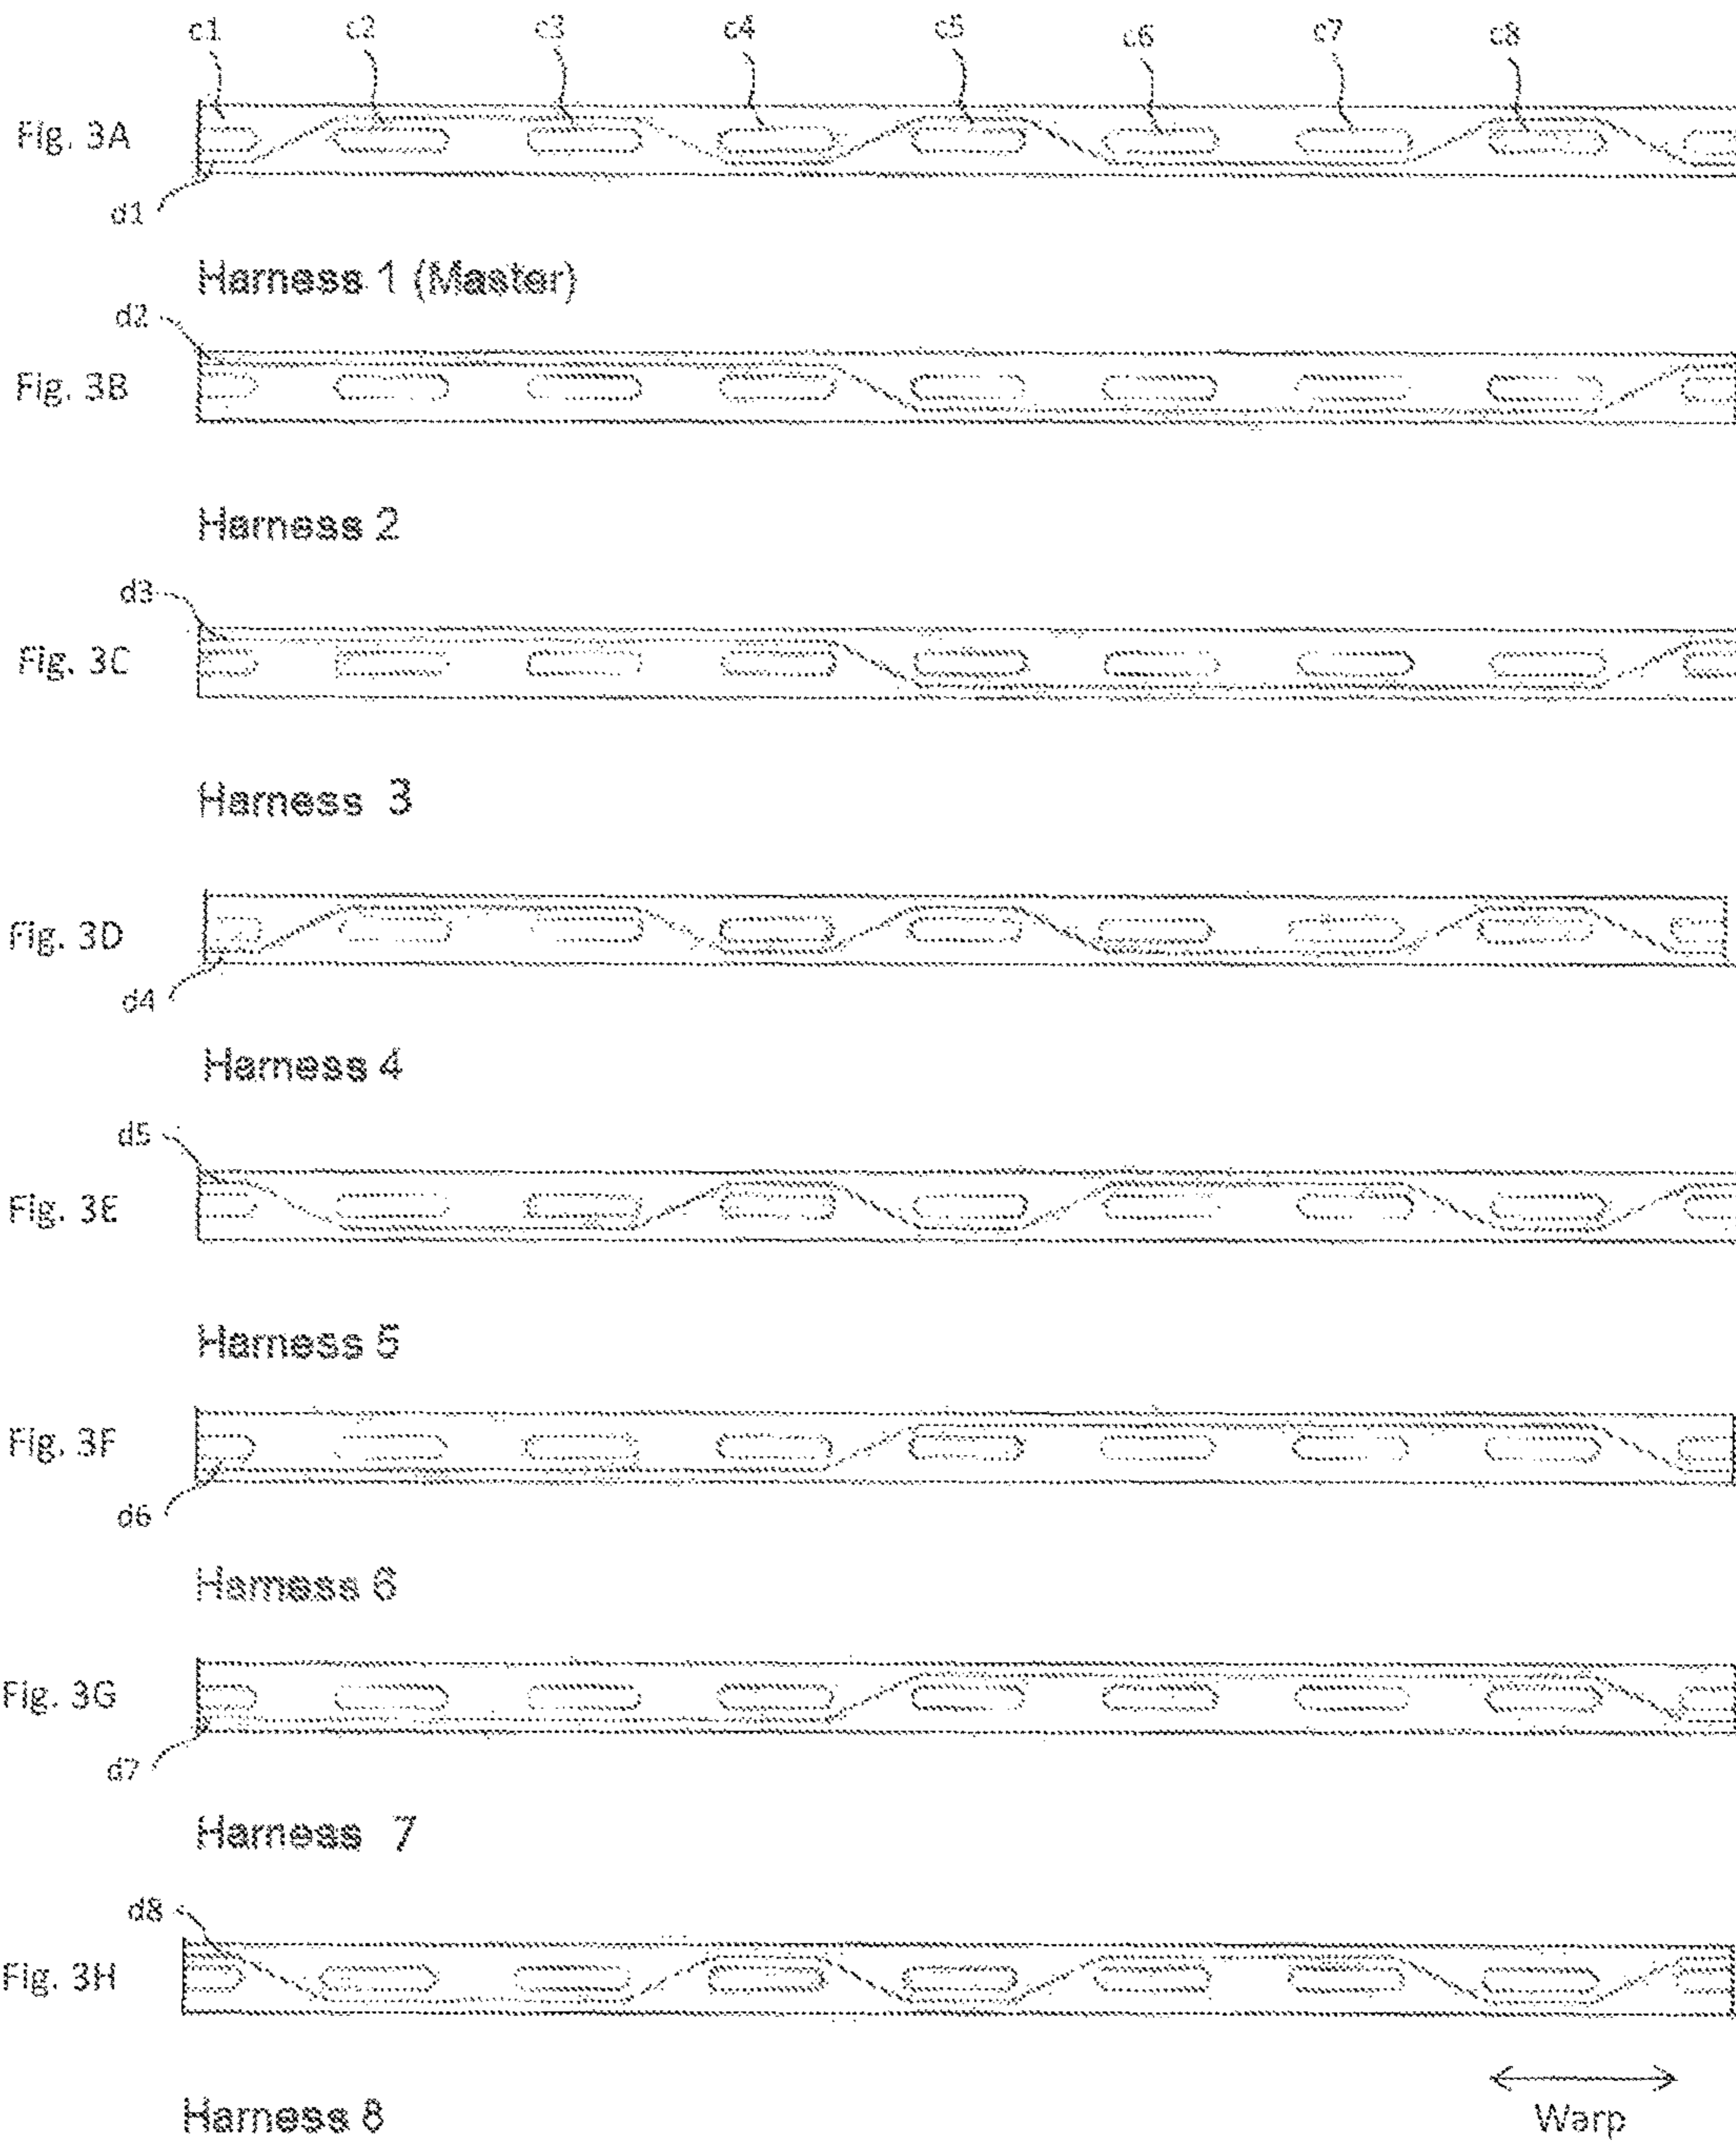 c1 c2 c3 c4 c5 c6 c7 c8
Fig. 3A
d1
Harness 1 (Master)
d2
Fig. 3B
Harness 2
d3
Fig. 3C
Harness 3
Fig. 3D
d4
Harness 4
d5
Fig. 3E
Harness 5
Fig. 3F
d6
Harness 6
Fig. 3G
d7
Harness 7
d8
Fig. 3H
Harness 8
Warp